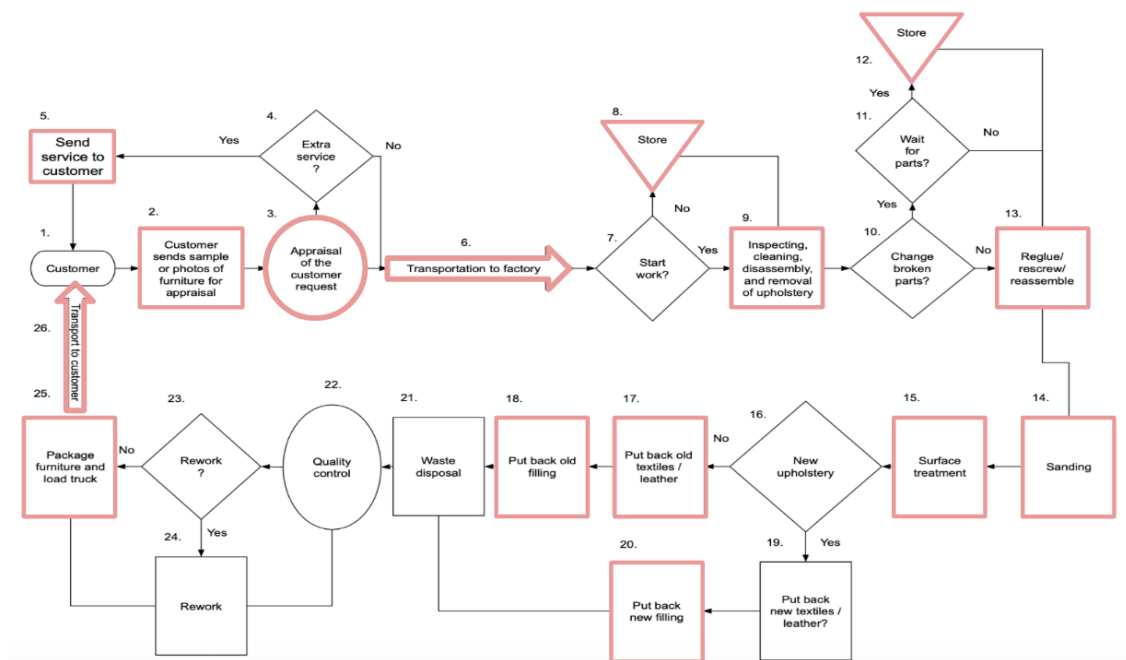 5.
Send
service to
customer
Yes
4.
Extra
service
?
No
1.
Customer
2.
Customer
sends sample
or photos of
furniture for
appraisal
3.
Appraisal
of the
customer
request
6.
Transportation to factory
8.
Store
No
7.
Start
work?
Yes
9.
Inspecting,
cleaning,
disassembly,
and removal of
upholstery
12.
Store
Yes
11.
Wait
for
parts?
No
Yes
10.
Change
broken
parts?
No
13.
Reglue/
rescrew/
reassemble
14.
Sanding
15.
Surface
treatment
16.
New
upholstery
No
17.
Put back old
textiles /
leather
18.
Put back old
filling
Yes
19.
Put back
new textiles /
leather?
20.
Put back
new filling
21.
Waste
disposal
22.
Quality
control
23.
Rework
?
No
Yes
24.
Rework
25.
Package
furniture and
load truck
26.
Transport to customer